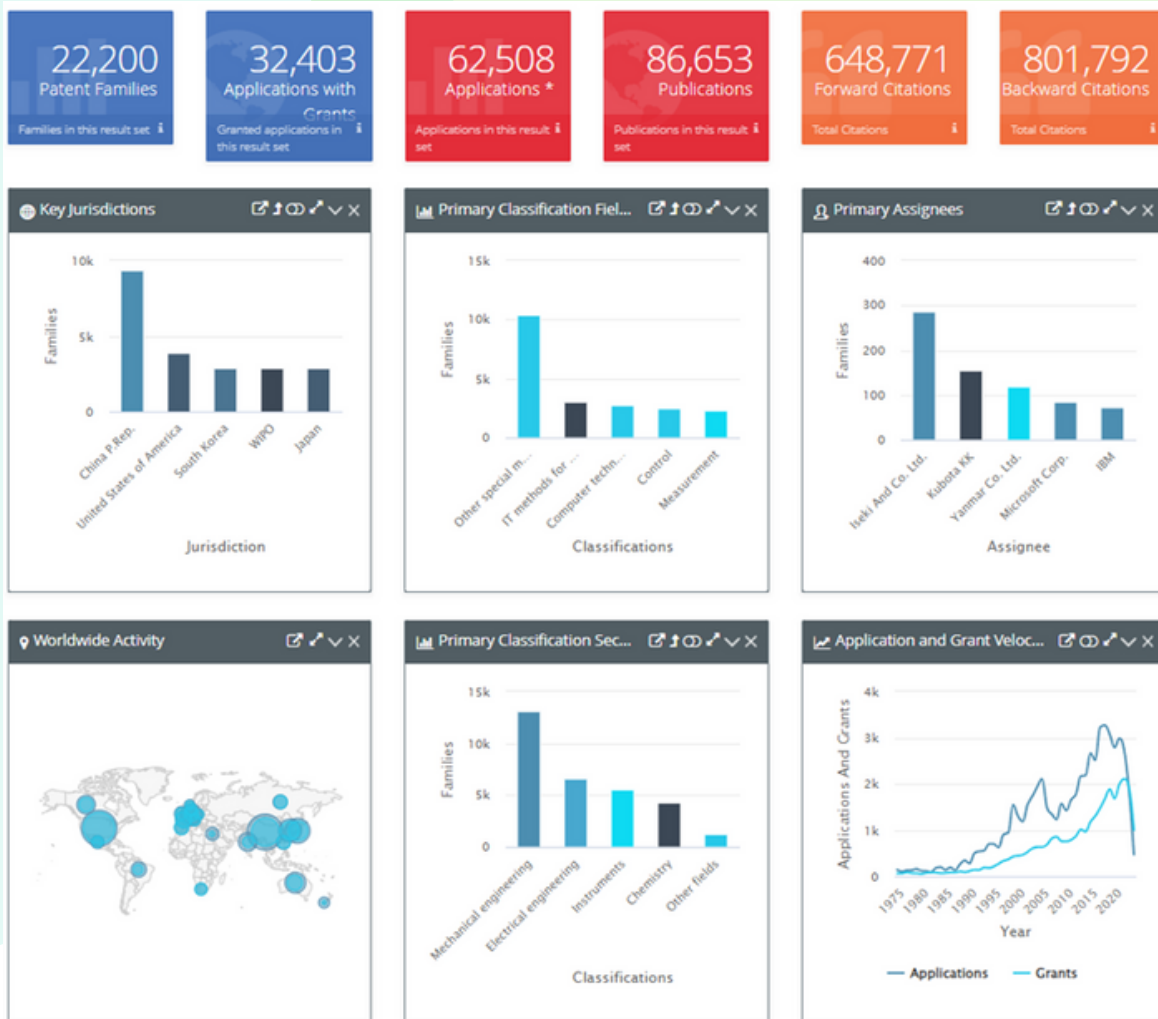 22,200
Patent Families
Families in this result set i
32,403
Applications with
Grants
Granted applications in i
this result set
62,508
Applications *
Applications in this result i
set
86,653
Publications
Publications in this result i
set
648,771
Forward Citations
Total Citations i
801,792
Backward Citations
Total Citations i
Key Jurisdictions
10k
5k
0
Families
China P.Rep.
United States of America
South Korea
WIPO
Japan
Jurisdiction
Primary Classification Fiel...
15k
10k
5k
0
Families
Other special m...
IT methods for ...
Computer techn...
Control
Measurement
Classifications
Primary Assignees
400
300
200
100
0
Families
Iseki And Co. Ltd.
Kubota KK
Yanmar Co. Ltd.
Microsoft Corp.
IBM
Assignee
Worldwide Activity
Primary Classification Sec...
15k
10k
5k
0
Families
Mechanical engineering
Electrical engineering
Instruments
Chemistry
Other fields
Classifications
Application and Grant Veloc...
4k
3k
2k
1k
0
Applications And Grants
1975
1980
1985
1990
1995
2000
2005
2010
2015
2020
Year
Applications
Grants